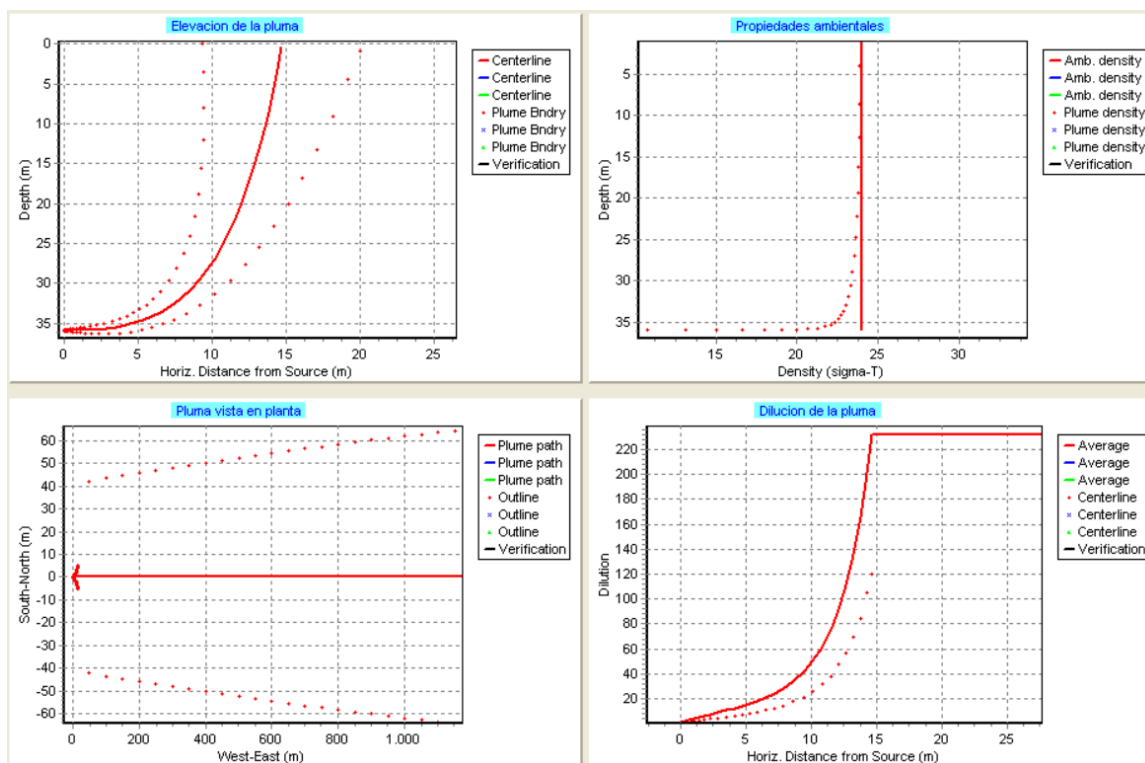 Elevacion de la pluma
0
5
10
15
20
25
30
35
Depth (m)
0 5 10 15 20 25
Horiz. Distance from Source (m)
Centerline
Centerline
Centerline
Plume Bndry
Plume Bndry
Plume Bndry
Verification
Propiedades ambientales
5
10
15
20
25
30
35
Depth (m)
15 20 25 30
Density (sigma-T)
Amb. density
Amb. density
Amb. density
Plume density
Plume density
Plume density
Verification
Pluma vista en planta
60
50
40
30
20
10
0
-10
-20
-30
-40
-50
-60
South-North (m)
0 200 400 600 800 1.000
West-East (m)
Plume path
Plume path
Plume path
Outline
Outline
Outline
Verification
Dilucion de la pluma
220
200
180
160
140
120
100
80
60
40
20
Dilution
0 5 10 15 20 25
Horiz. Distance from Source (m)
Average
Average
Average
Centerline
Centerline
Centerline
Verification